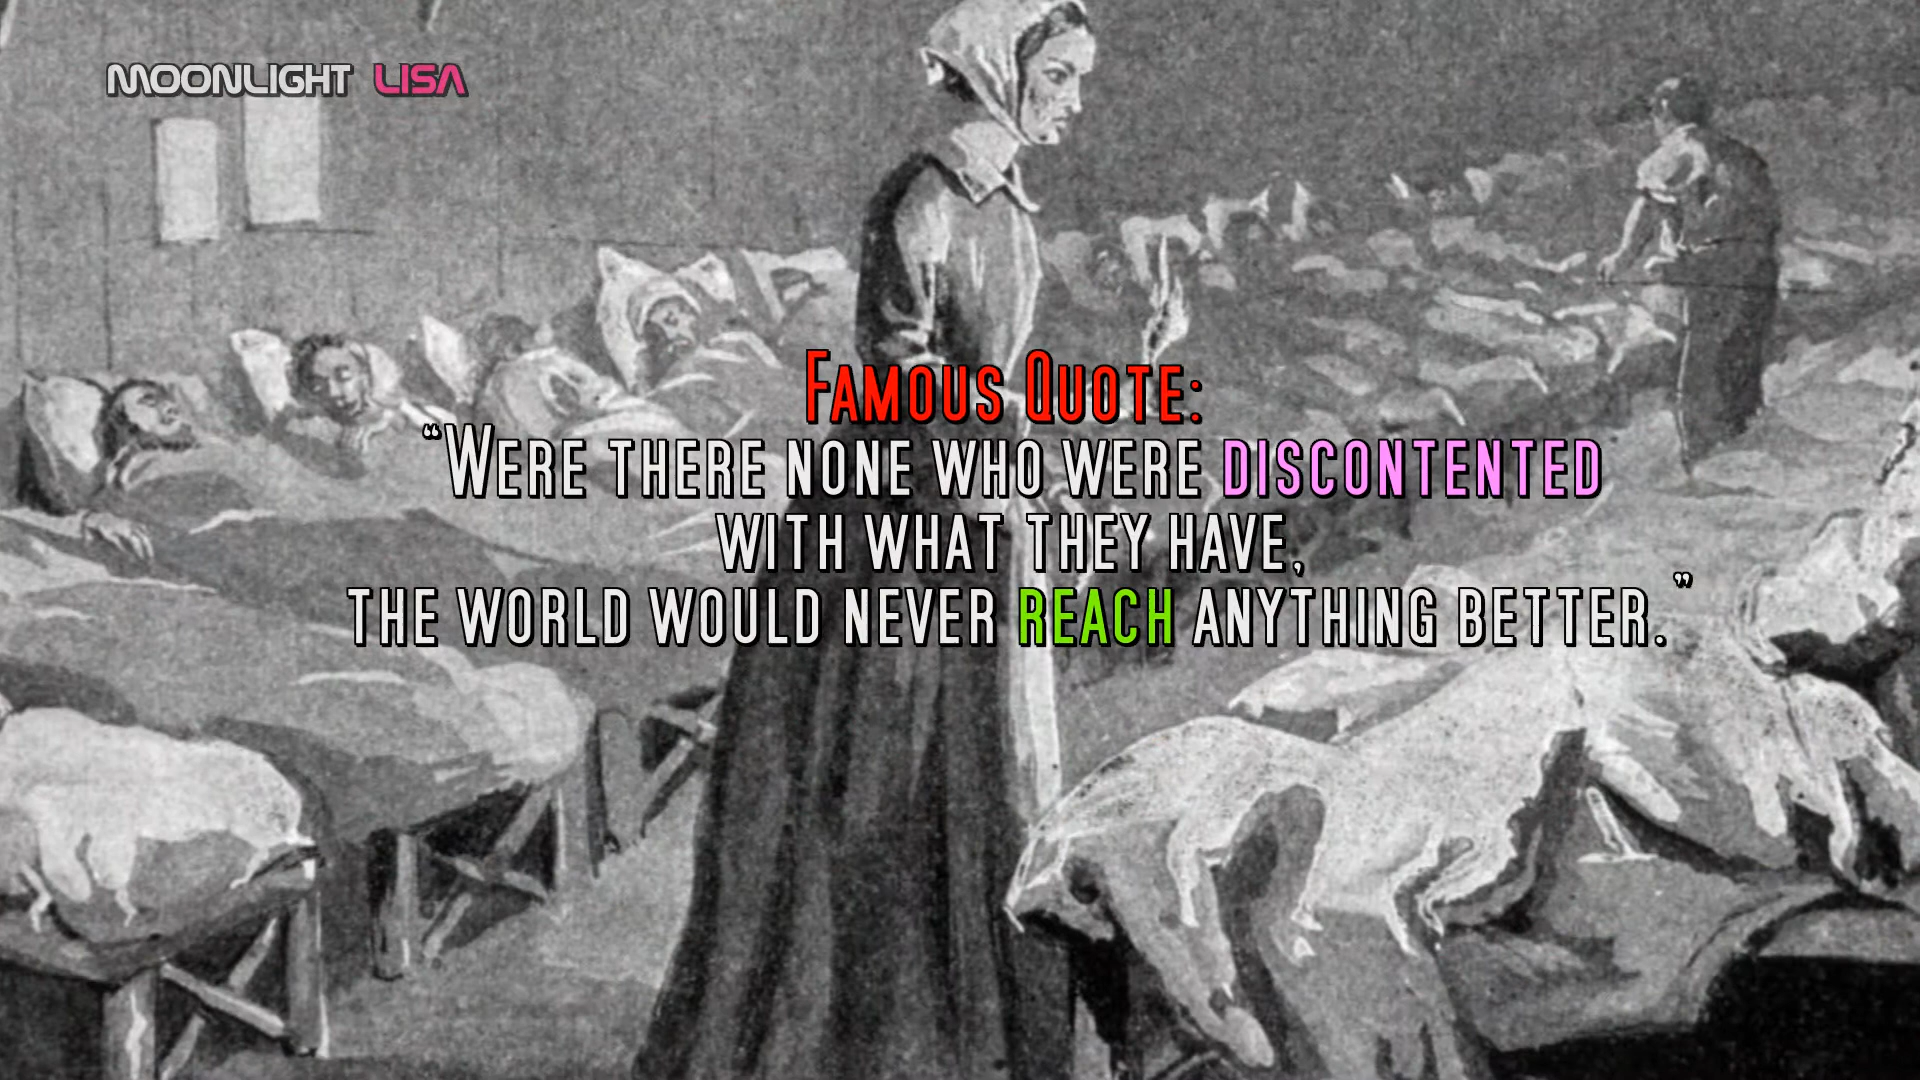 MOONLIGHT LISA
Famous Quote:
“Were there none who were discontented
with what they have,
the world would never reach anything better.”